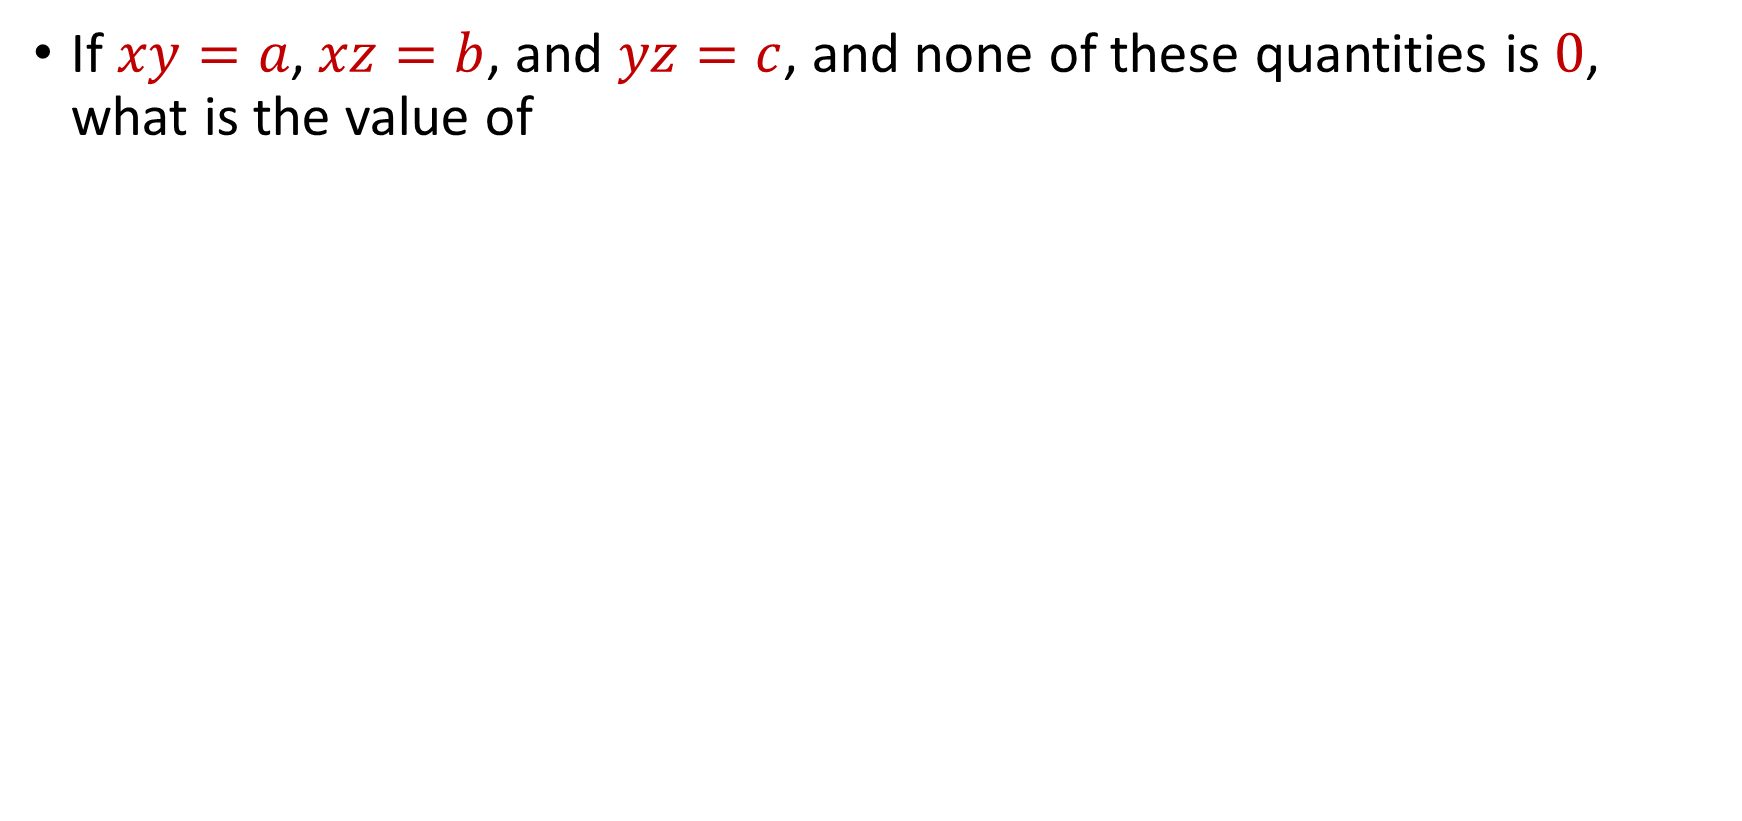 • If xy = a, xz = b, and yz = c, and none of these quantities is 0,
what is the value of